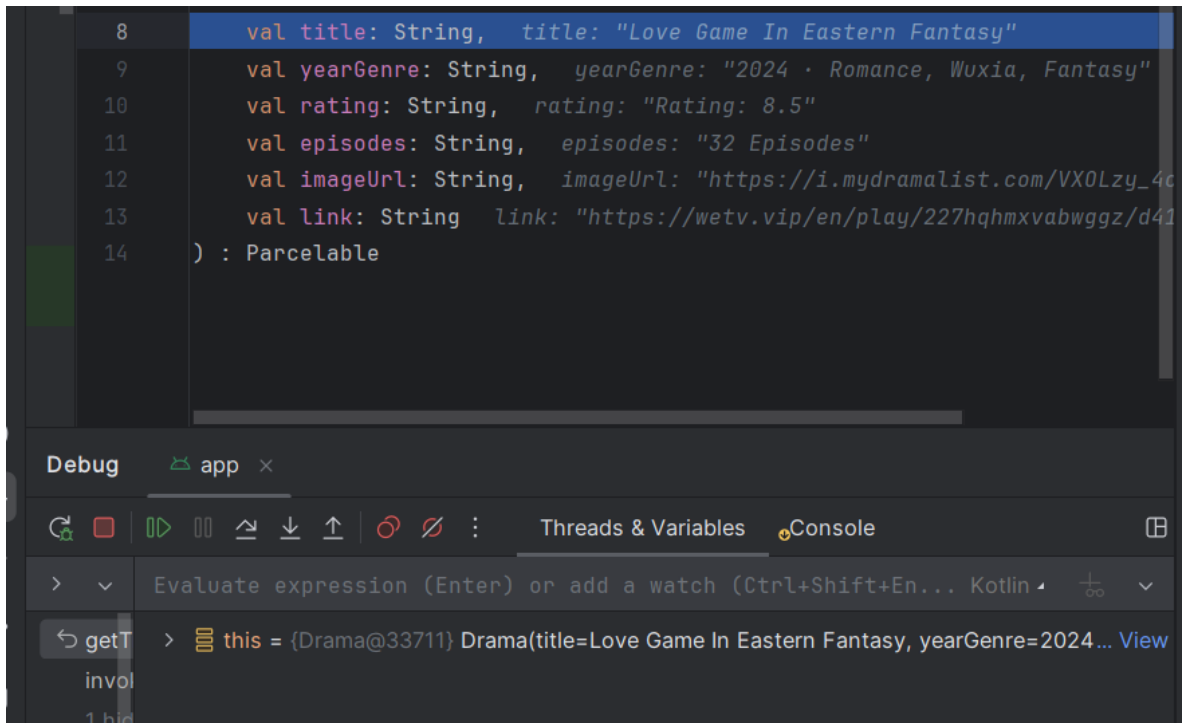 8 val title: String, title: "Love Game In Eastern Fantasy"
9 val yearGenre: String, yearGenre: "2024 · Romance, Wuxia, Fantasy"
10 val rating: String, rating: "Rating: 8.5"
11 val episodes: String, episodes: "32 Episodes"
12 val imageUrl: String, imageUrl: "https://i.mydramalist.com/VXOLzy_4c
13 val link: String link: "https://wetv.vip/en/play/227hqhmxvabwggz/d41
14 ) : Parcelable
Debug app
Threads & Variables Console
Evaluate expression (Enter) or add a watch (Ctrl+Shift+En... Kotlin
getT this = {Drama@33711} Drama(title=Love Game In Eastern Fantasy, yearGenre=2024... View
invol
1 hid